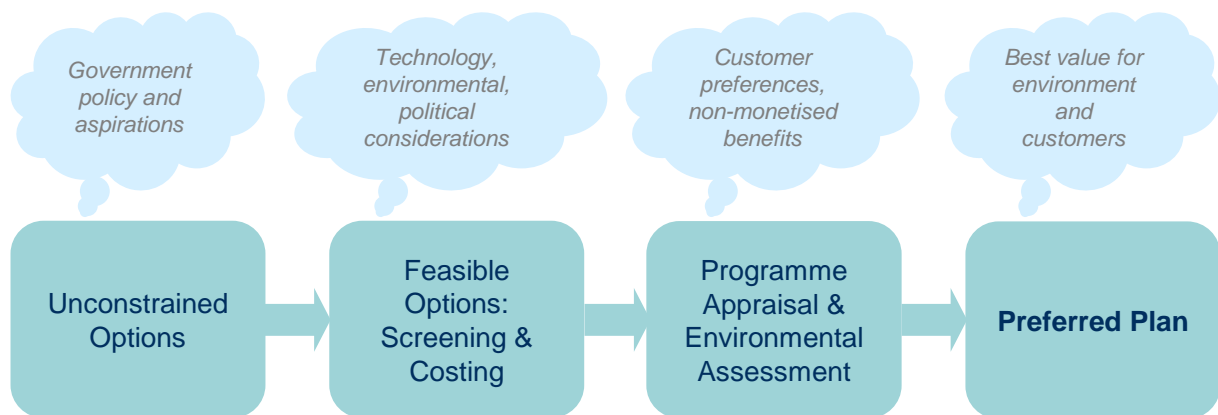 Government
policy and
aspirations
Technology,
environmental,
political
considerations
Customer
preferences,
non-monetised
benefits
Best value for
environment
and
customers
Unconstrained
Options
Feasible
Options:
Screening &
Costing
Programme
Appraisal &
Environmental
Assessment
Preferred Plan